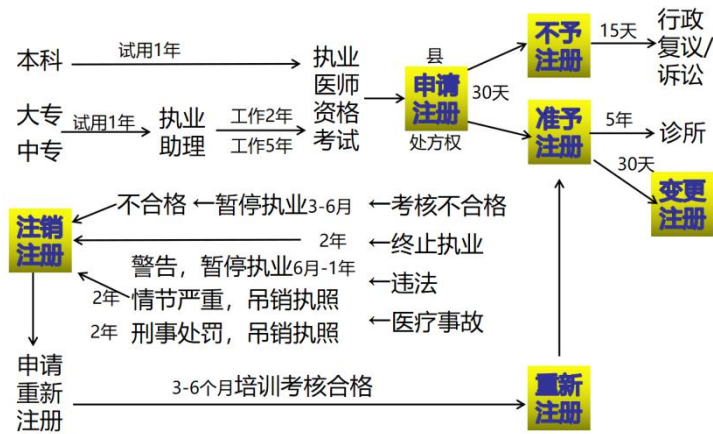 本科
试用1年
执业
医师
资格
考试
大专
中专
试用1年
执业
助理
工作2年
工作5年
县
申请
注册
处方权
30天
不予
注册
15天
行政
复议/
诉讼
准予
注册
5年
诊所
30天
变更
注册
注销
注册
不合格
暂停执业3-6月
考核不合格
2年
终止执业
警告，暂停执业6月-1年
违法
2年
情节严重，吊销执照
2年
刑事处罚，吊销执照
医疗事故
申请
重新
注册
3-6个月培训考核合格
重新
注册